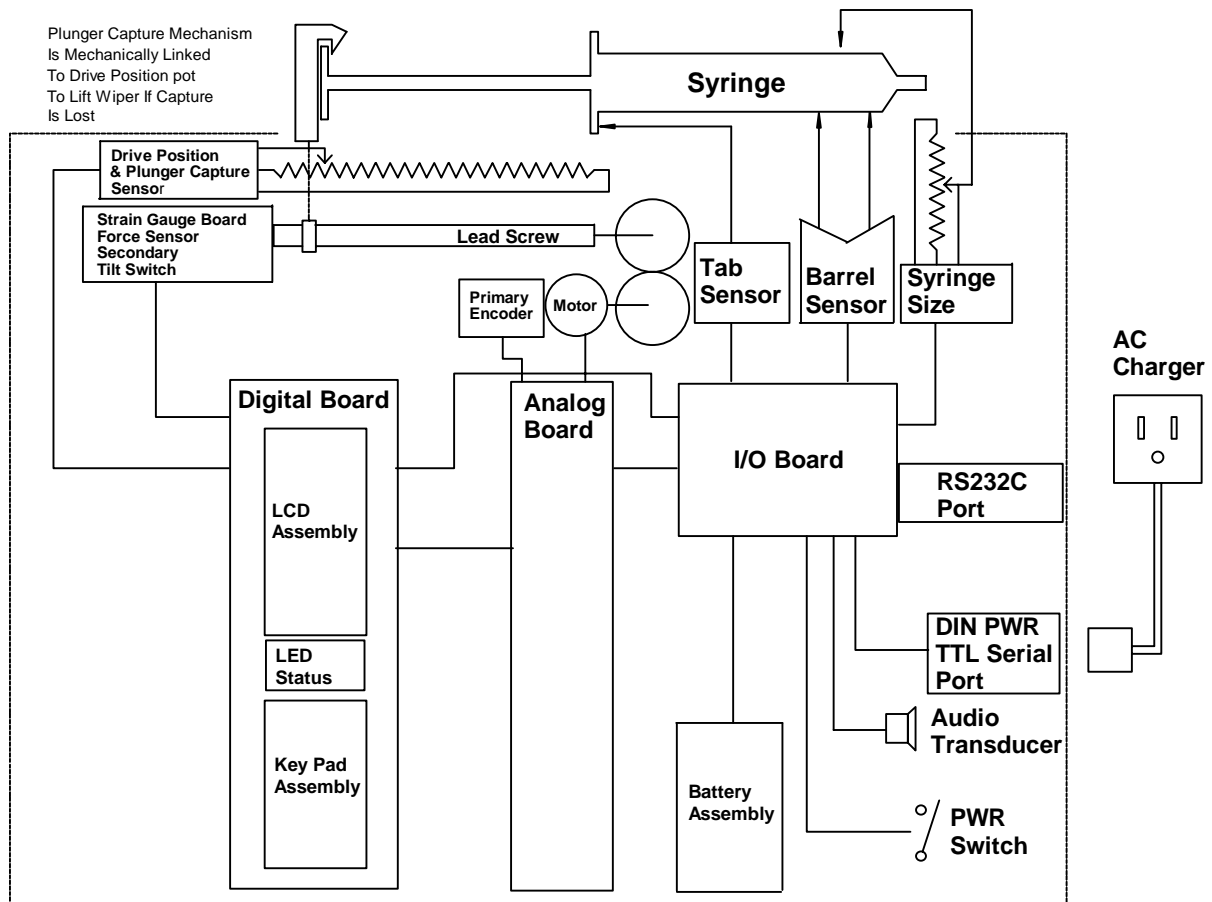 Plunger Capture Mechanism
Is Mechanically Linked
To Drive Position pot
To Lift Wiper If Capture
Is Lost
Syringe
Drive Position
& Plunger Capture
Sensor
Strain Gauge Board
Force Sensor
Secondary
Tilt Switch
Lead Screw
Primary
Encoder
Motor
Tab
Sensor
Barrel
Sensor
Syringe
Size
AC
Charger
Digital Board
Analog
Board
I/O Board
RS232C
Port
LCD
Assembly
LED
Status
Key Pad
Assembly
DIN PWR
TTL Serial
Port
Audio
Transducer
Battery
Assembly
PWR
Switch